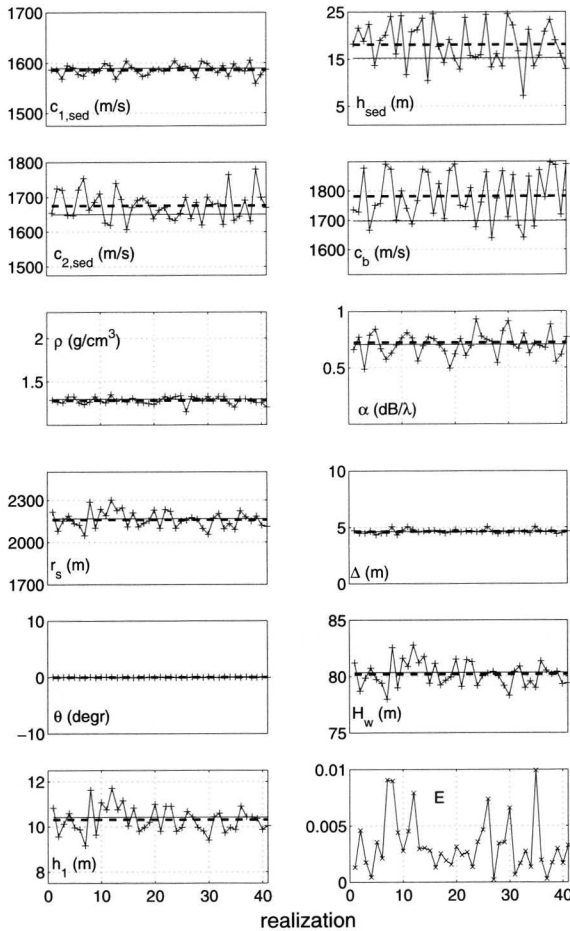 1700
1600
1500
c1,sed (m/s)
25
15
5
hsed (m)
1800
1700
1600
1500
c2,sed (m/s)
1800
1700
1600
cb (m/s)
2
1.3
ρ (g/cm³)
1
0.5
α (dB/λ)
2300
2000
1700
rs (m)
10
5
0
Δ (m)
10
0
−10
θ (degr)
85
80
75
Hw (m)
12
10
8
h1 (m)
0 10 20 30 40
0.01
0.005
0
E
0 10 20 30 40
realization